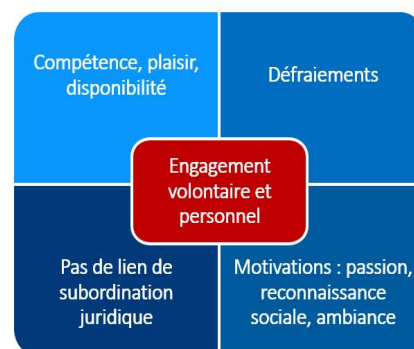 Compétence, plaisir,
disponibilité
Défraiements
Engagement
volontaire et
personnel
Pas de lien de
subordination
juridique
Motivations : passion,
reconnaissance
sociale, ambiance